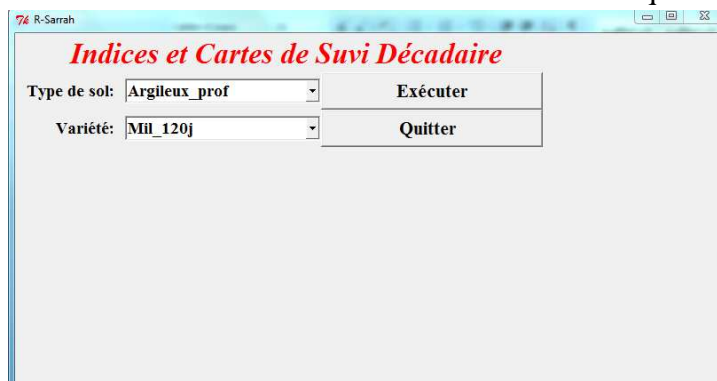 R-Sarrah
Indices et Cartes de Suvi Décadaire
Type de sol: Argileux_prof Exécuter
Variété: Mil_120j Quitter